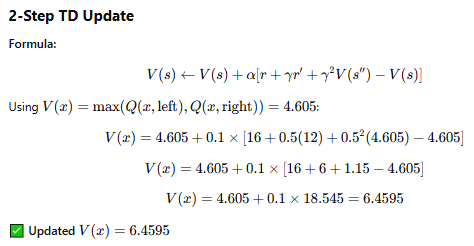 2-Step TD Update
Formula:
V(s) ← V(s) + α[r + γr′ + γ²V(s″) − V(s)]
Using V(x) = max(Q(x, left), Q(x, right)) = 4.605:
V(x) = 4.605 + 0.1 × [16 + 0.5(12) + 0.5²(4.605) − 4.605]
V(x) = 4.605 + 0.1 × [16 + 6 + 1.15 − 4.605]
V(x) = 4.605 + 0.1 × 18.545 = 6.4595
✅ Updated V(x) = 6.4595